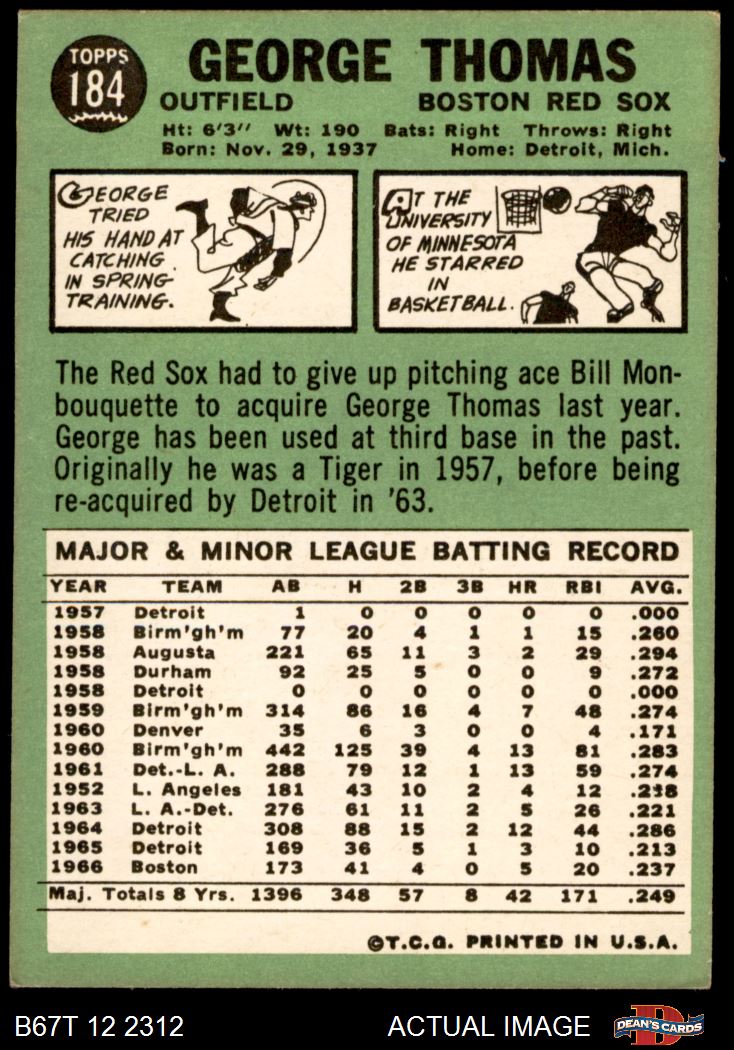 TOPPS
184
GEORGE THOMAS
OUTFIELD BOSTON RED SOX
Ht: 6'3" Wt: 190 Bats: Right Throws: Right
Born: Nov. 29, 1937 Home: Detroit, Mich.
GEORGE
TRIED
HIS HAND AT
CATCHING
IN SPRING
TRAINING.
AT THE
UNIVERSITY
OF MINNESOTA
HE STARRED
IN
BASKETBALL.
The Red Sox had to give up pitching ace Bill Mon-
bouquette to acquire George Thomas last year.
George has been used at third base in the past.
Originally he was a Tiger in 1957, before being
re-acquired by Detroit in '63.
MAJOR & MINOR LEAGUE BATTING RECORD
YEAR TEAM AB H 2B 3B HR RBI AVG.
1957 Detroit 1 0 0 0 0 0 .000
1958 Birm'gh'm 77 20 4 1 1 15 .260
1958 Augusta 221 65 11 3 2 29 .294
1958 Durham 92 25 5 0 0 9 .272
1958 Detroit 0 0 0 0 0 0 .000
1959 Birm'gh'm 314 86 16 4 7 48 .274
1960 Denver 35 6 3 0 0 4 .171
1960 Birm'gh'm 442 125 39 4 13 81 .283
1961 Det.-L. A. 288 79 12 1 13 59 .274
1952 L. Angeles 181 43 10 2 4 12 .238
1963 L. A.-Det. 276 61 11 2 5 26 .221
1964 Detroit 308 88 15 2 12 44 .286
1965 Detroit 169 36 5 1 3 10 .213
1966 Boston 173 41 4 0 5 20 .237
Maj. Totals 8 Yrs. 1396 348 57 8 42 171 .249
©T.C.G. PRINTED IN U.S.A.
B67T 12 2312 ACTUAL IMAGE
D
DEAN'S CARDS
www.deanscards.com